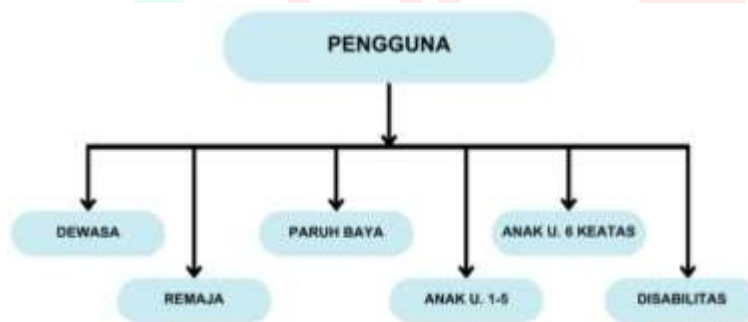 PENGGUNA
DEWASA
PARUH BAYA
ANAK U. 6 KEATAS
REMAJA
ANAK U. 1-5
DISABILITAS